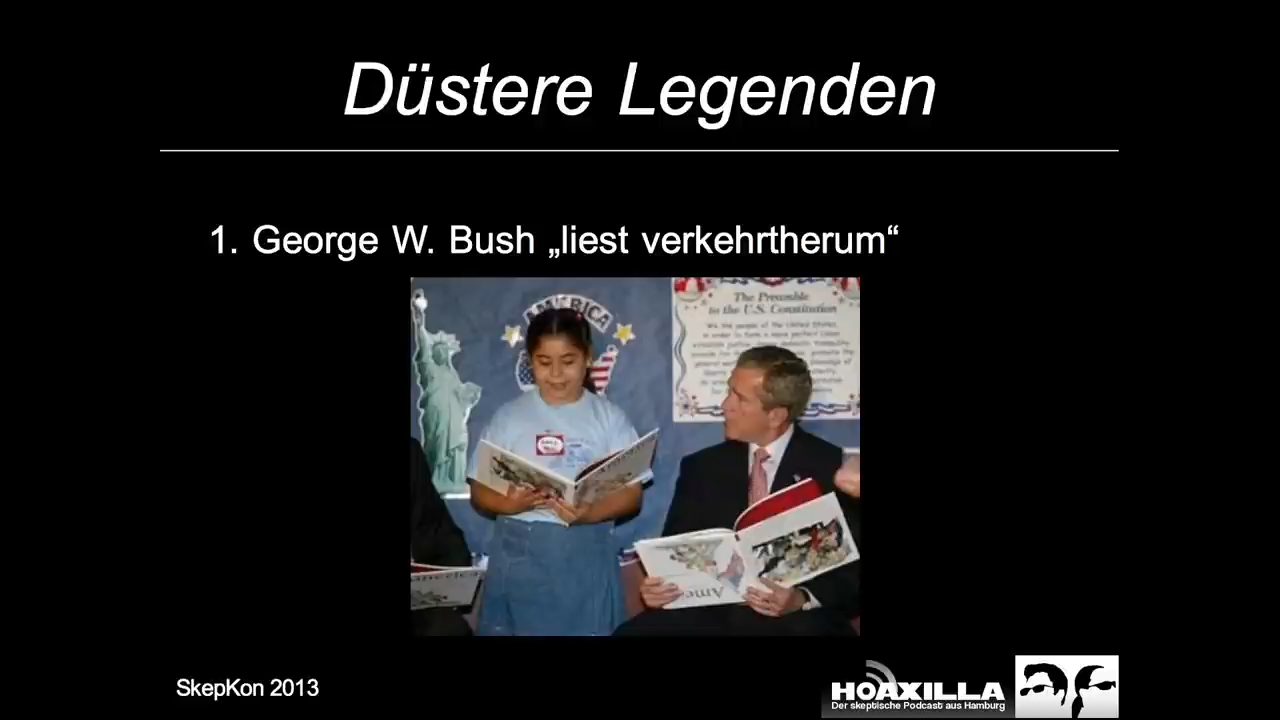 Düstere Legenden
1. George W. Bush „liest verkehrtherum“
AMERICA
The Preamble
to the U.S. Constitution
SkepKon 2013
HOAXILLA
Der skeptische Podcast aus Hamburg